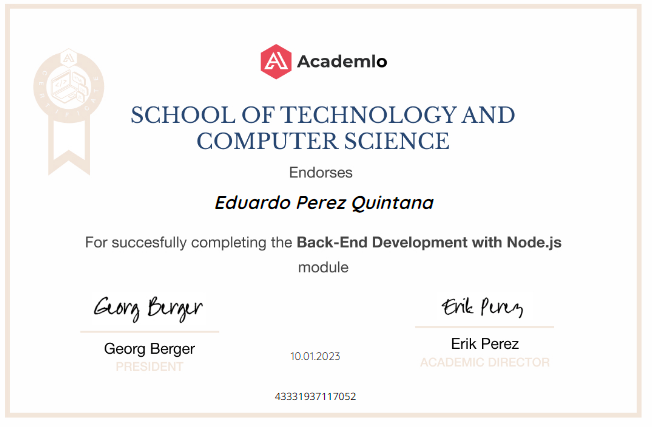 Academlo
SCHOOL OF TECHNOLOGY AND
COMPUTER SCIENCE
Endorses
Eduardo Perez Quintana
For succesfully completing the Back-End Development with Node.js
module
Georg Berger
Erik Perez
Georg Berger
Erik Perez
PRESIDENT
10.01.2023
ACADEMIC DIRECTOR
43331937117052